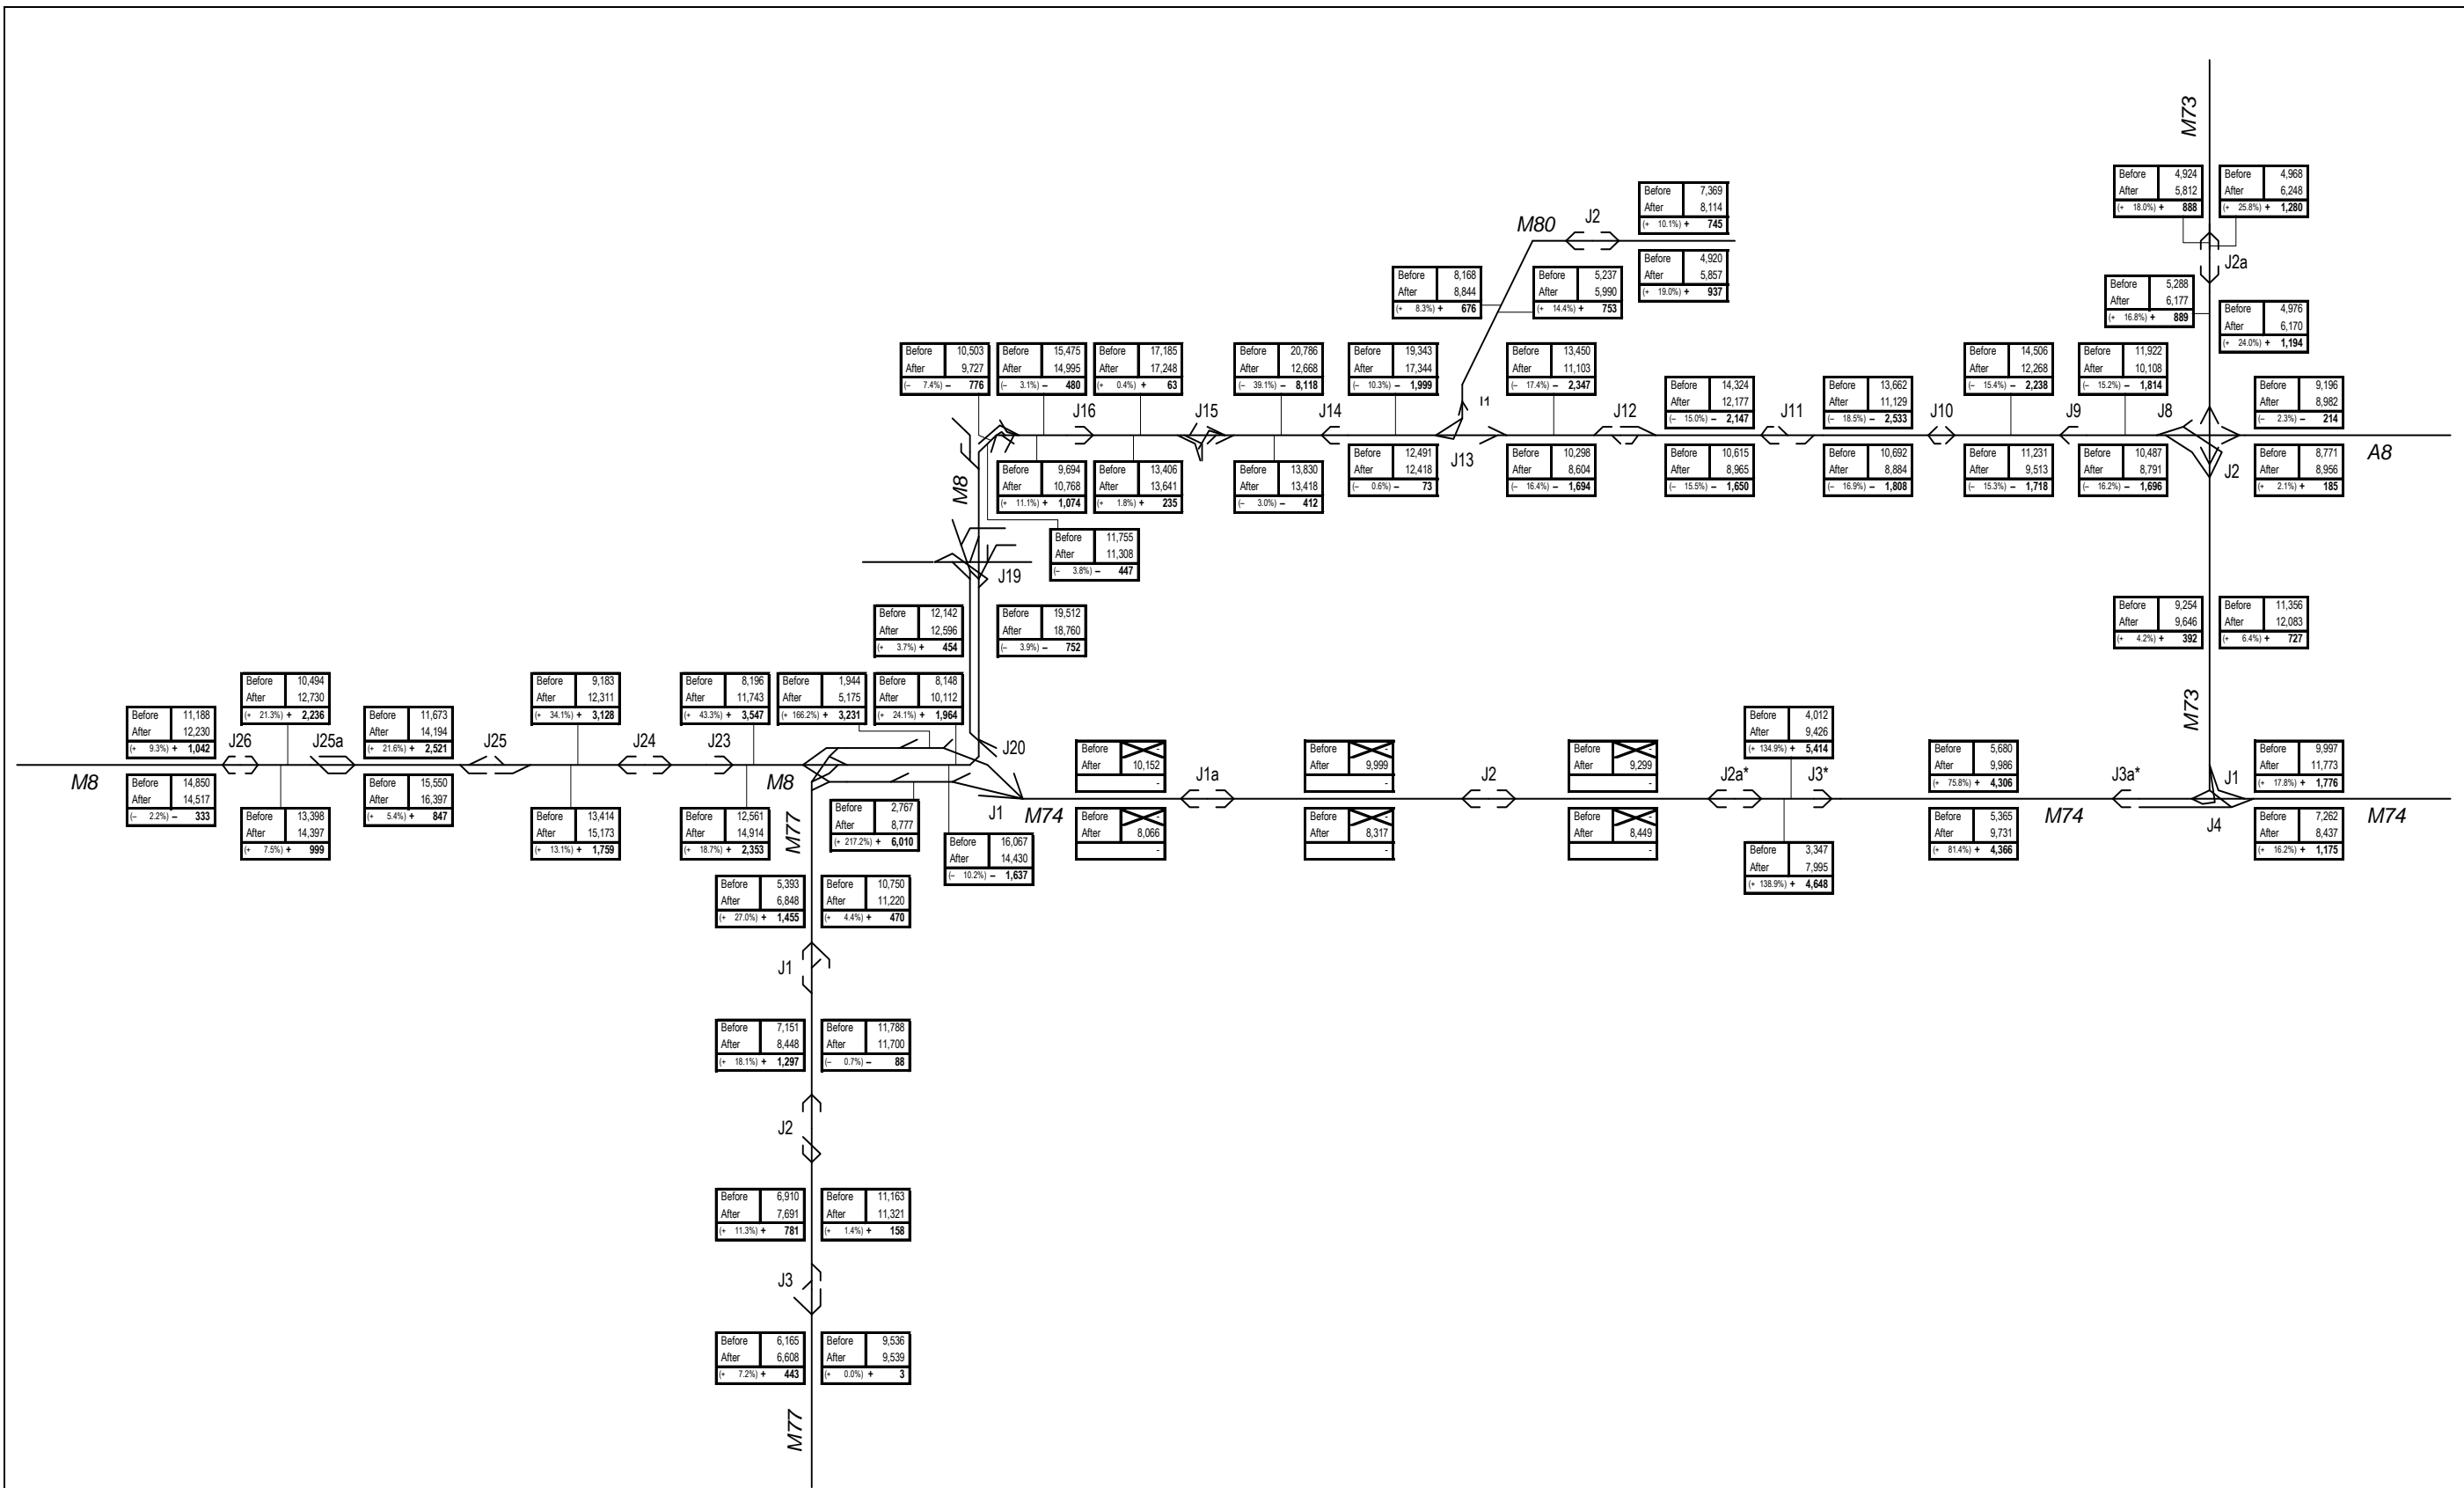 M73
Before 4,924
After 5,812
(+ 18.0%) + 888
Before 4,968
After 6,248
(+ 25.8%) + 1,280
J2a
Before 5,288
After 6,177
(+ 16.8%) + 889
Before 4,976
After 6,170
(+ 24.0%) + 1,194
M80
J2
Before 7,369
After 8,114
(+ 10.1%) + 745
Before 4,920
After 5,857
(+ 19.0%) + 937
Before 8,168
After 8,844
(+ 8.3%) + 676
Before 5,237
After 5,990
(+ 14.4%) + 753
Before 10,503
After 9,727
(– 7.4%) – 776
Before 15,475
After 14,995
(– 3.1%) – 480
Before 17,185
After 17,248
(+ 0.4%) + 63
Before 20,786
After 12,668
(– 39.1%) – 8,118
Before 19,343
After 17,344
(– 10.3%) – 1,999
Before 13,450
After 11,103
(– 17.4%) – 2,347
Before 14,324
After 12,177
(– 15.0%) – 2,147
Before 13,662
After 11,129
(– 18.5%) – 2,533
Before 14,506
After 12,268
(– 15.4%) – 2,238
Before 11,922
After 10,108
(– 15.2%) – 1,814
Before 9,196
After 8,982
(– 2.3%) – 214
J16
J15
J14
J1
J13
J12
J11
J10
J9
J8
J2
A8
M8
Before 9,694
After 10,768
(+ 11.1%) + 1,074
Before 13,406
After 13,641
(+ 1.8%) + 235
Before 13,830
After 13,418
(– 3.0%) – 412
Before 12,491
After 12,418
(– 0.6%) – 73
Before 10,298
After 8,604
(– 16.4%) – 1,694
Before 10,615
After 8,965
(– 15.5%) – 1,650
Before 10,692
After 8,884
(– 16.9%) – 1,808
Before 11,231
After 9,513
(– 15.3%) – 1,718
Before 10,487
After 8,791
(– 16.2%) – 1,696
Before 8,771
After 8,956
(+ 2.1%) + 185
Before 11,755
After 11,308
(– 3.8%) – 447
J19
Before 12,142
After 12,596
(+ 3.7%) + 454
Before 19,512
After 18,760
(– 3.9%) – 752
Before 9,254
After 9,646
(+ 4.2%) + 392
Before 11,356
After 12,083
(+ 6.4%) + 727
M73
Before 11,188
After 12,230
(+ 9.3%) + 1,042
Before 10,494
After 12,730
(+ 21.3%) + 2,236
Before 11,673
After 14,194
(+ 21.6%) + 2,521
Before 9,183
After 12,311
(+ 34.1%) + 3,128
Before 8,196
After 11,743
(+ 43.3%) + 3,547
Before 1,944
After 5,175
(+ 166.2%) + 3,231
Before 8,148
After 10,112
(+ 24.1%) + 1,964
M8
J26
J25a
J25
J24
J23
M8
J20
Before 14,850
After 14,517
(– 2.2%) – 333
Before 13,398
After 14,397
(+ 7.5%) + 999
Before 15,550
After 16,397
(+ 5.4%) + 847
Before 13,414
After 15,173
(+ 13.1%) + 1,759
Before 12,561
After 14,914
(+ 18.7%) + 2,353
M77
Before 2,767
After 8,777
(+ 217.2%) + 6,010
Before 16,067
After 14,430
(– 10.2%) – 1,637
J1
M74
Before -
After 10,152
-
Before -
After 9,999
-
Before -
After 9,299
-
Before 4,012
After 9,426
(+ 134.9%) + 5,414
Before 5,680
After 9,986
(+ 75.8%) + 4,306
Before 9,997
After 11,773
(+ 17.8%) + 1,776
J1a
J2
J2a*
J3*
J3a*
J1
J4
M74
M74
Before -
After 8,066
-
Before -
After 8,317
-
Before -
After 8,449
-
Before 3,347
After 7,995
(+ 138.9%) + 4,648
Before 5,365
After 9,731
(+ 81.4%) + 4,366
Before 7,262
After 8,437
(+ 16.2%) + 1,175
Before 5,393
After 6,848
(+ 27.0%) + 1,455
Before 10,750
After 11,220
(+ 4.4%) + 470
J1
Before 7,151
After 8,448
(+ 18.1%) + 1,297
Before 11,788
After 11,700
(– 0.7%) – 88
J2
Before 6,910
After 7,691
(+ 11.3%) + 781
Before 11,163
After 11,321
(+ 1.4%) + 158
J3
Before 6,165
After 6,608
(+ 7.2%) + 443
Before 9,536
After 9,539
(+ 0.0%) + 3
M77